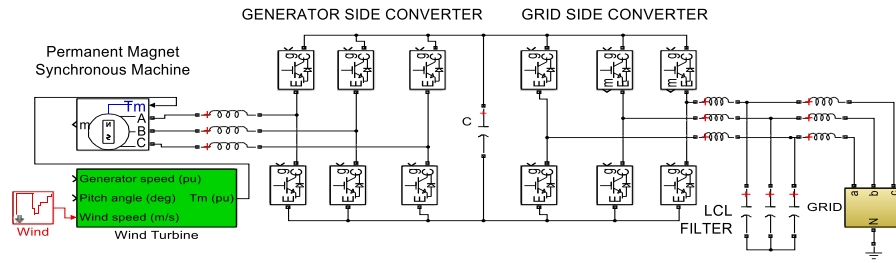 GENERATOR SIDE CONVERTER
GRID SIDE CONVERTER
Permanent Magnet
Synchronous Machine
Tm
m
A
B
C
g
C
E
g
C
E
g
C
E
g
C
E
g
C
E
m
g
C
E
m
C
g
C
E
g
C
E
g
C
E
g
C
E
g
C
E
g
C
E
Generator speed (pu)
Pitch angle (deg)
Tm (pu)
Wind speed (m/s)
Wind
Wind Turbine
LCL
FILTER
GRID
a
b
c
N